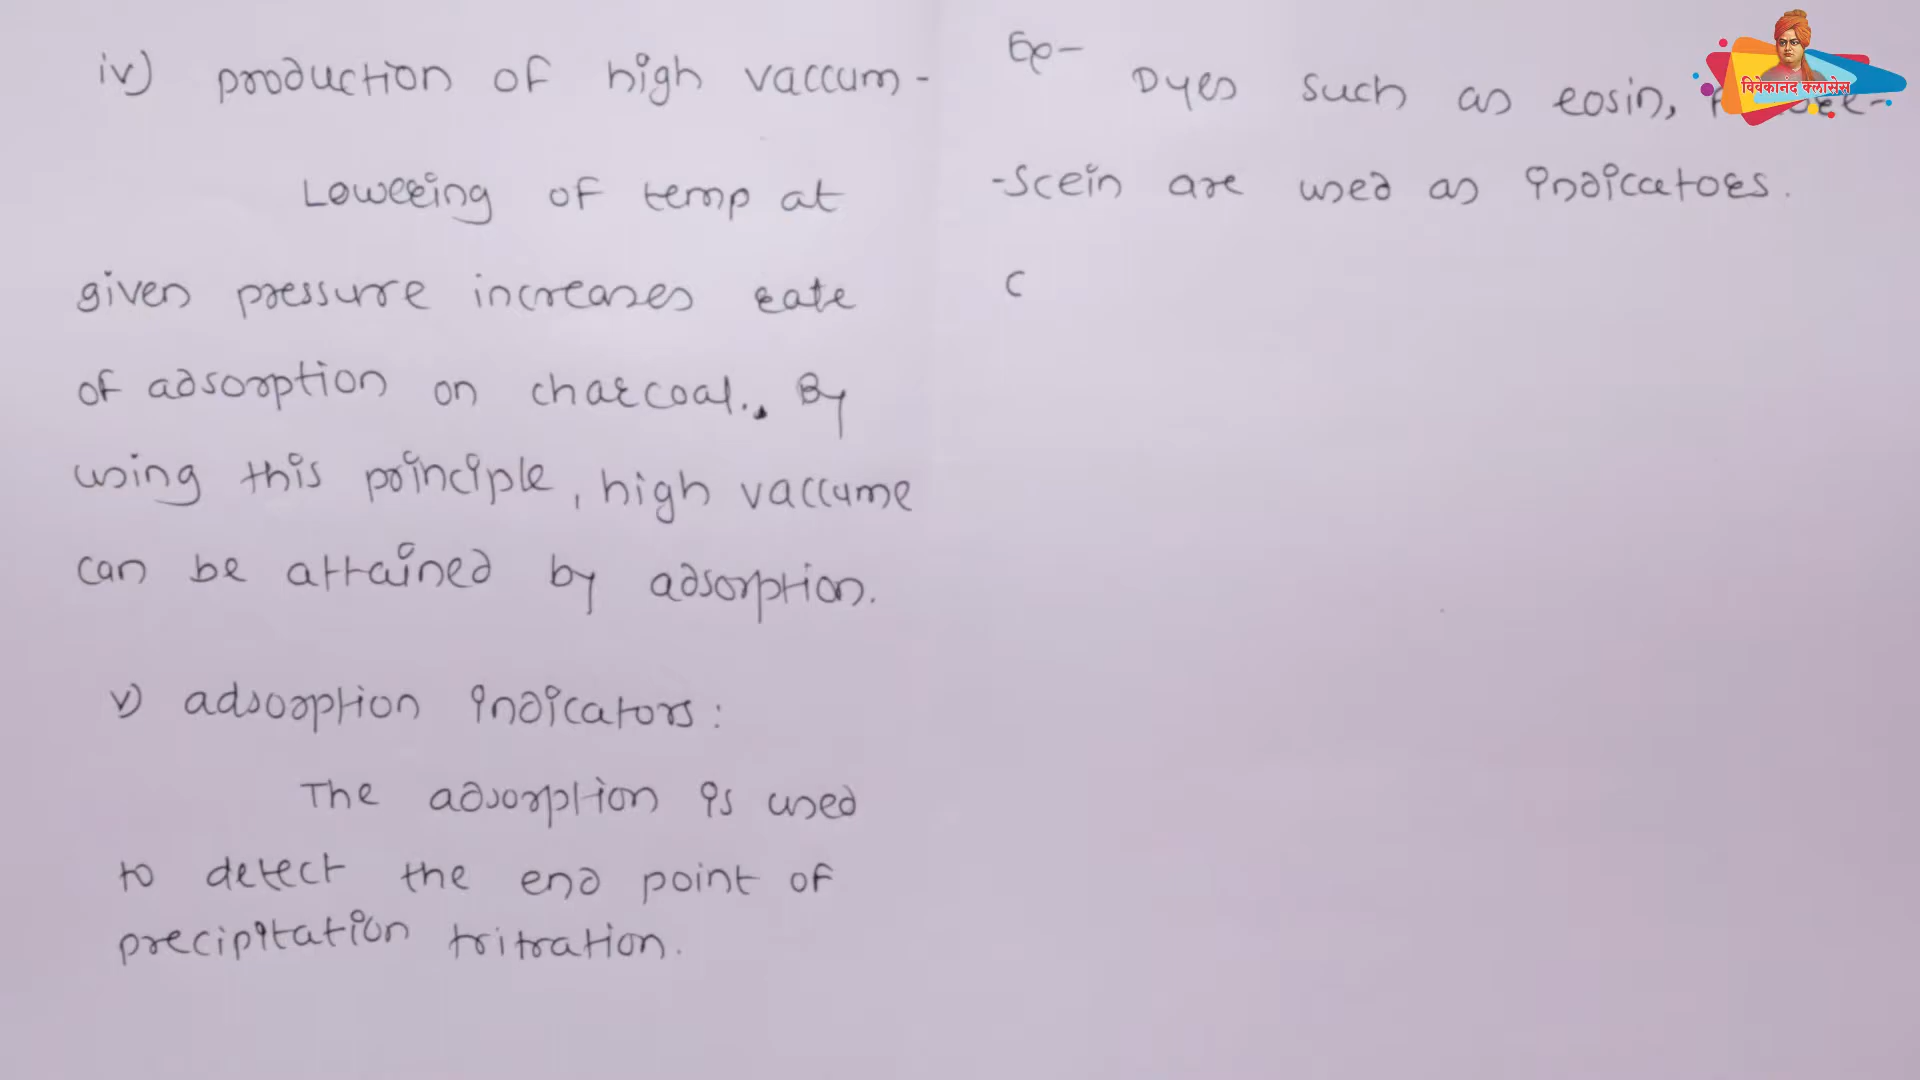 iv) production of high vaccum -
Lowering of temp at
given pressure increases rate
of adsorption on charcoal. By
using this principle, high vaccume
can be attained by adsorption.
v) adsorption indicators:
The adsorption is used
to detect the end point of
precipitation tritration.
Ex-
Dyes such as eosin,
-scein are used as indicators.
C
विवेकानंद क्लासेस